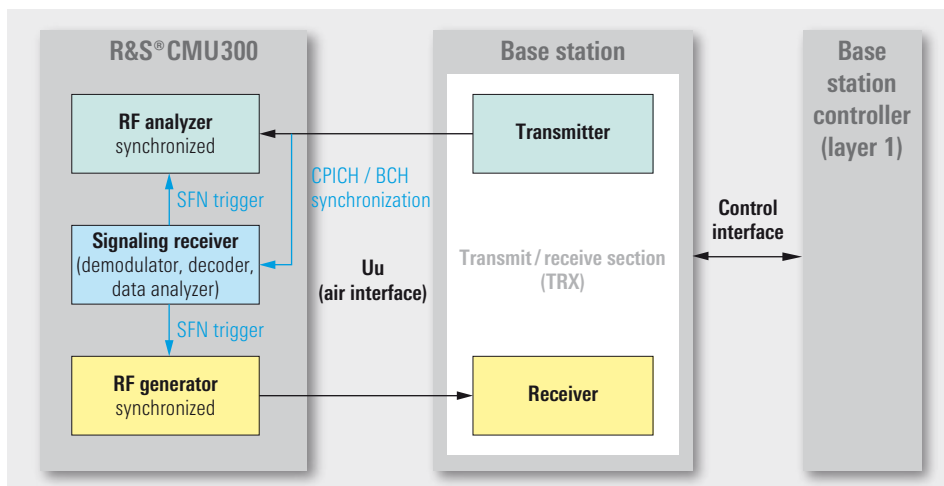 R&S® CMU300
RF analyzer
synchronized
SFN trigger
CPICH / BCH
synchronization
Signaling receiver
(demodulator, decoder,
data analyzer)
SFN trigger
RF generator
synchronized
Uu
(air interface)
Base station
Transmitter
Transmit / receive section
(TRX)
Receiver
Control
interface
Base
station
controller
(layer 1)